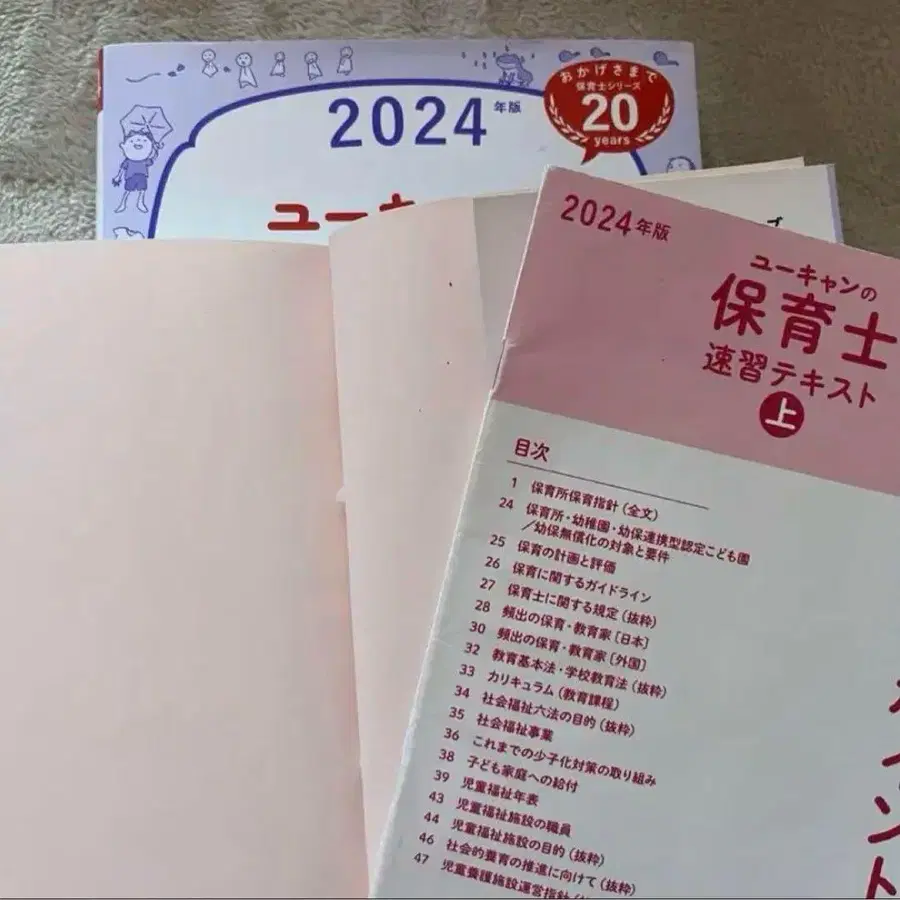 2024年版
おかげさまで
保育士シリーズ
20
years
ユーキ
2024年版
ユーキャンの
保育士
速習テキスト
上
目次
1 保育所保育指針（全文）
24 保育所・幼稚園・幼保連携型認定こども園
／幼保無償化の対象と要件
25 保育の計画と評価
26 保育に関するガイドライン
27 保育士に関する規定（抜粋）
28 頻出の保育・教育家［日本］
30 頻出の保育・教育家［外国］
32 教育基本法・学校教育法（抜粋）
33 カリキュラム（教育課程）
34 社会福祉六法の目的（抜粋）
35 社会福祉事業
36 これまでの少子化対策の取り組み
38 子ども家庭への給付
39 児童福祉年表
43 児童福祉施設の職員
44 児童福祉施設の目的（抜粋）
46 社会的養育の推進に向けて（抜粋）
47 児童養護施設運営指針
イント